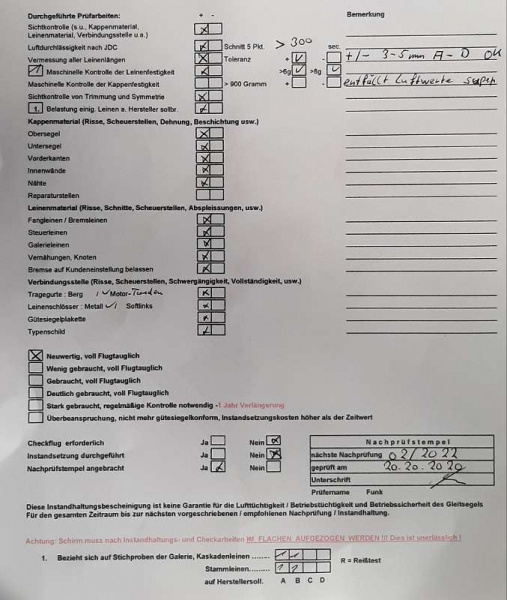 Durchgeführte Prüfarbeiten: + - Bemerkung
Sichtkontrolle (s.u., Kappenmaterial,
Leinenmaterial, Verbindungsteile u.a.)
Luftdurchlässigkeit nach JDC Schnitt 5 Pkt. > 300 sec.
Vermessung aller Leinenlängen Toleranz + - +/- 3-5mm A-D OK
Maschinelle Kontrolle der Leinenfestigkeit >6g >8g
Maschinelle Kontrolle der Kappenfestigkeit > 900 Gramm + - entfällt Luftwerte super
Sichtkontrolle von Trimmung und Symmetrie
1. Belastung einig. Leinen a. Hersteller sollbr.
Kappenmaterial (Risse, Scheuerstellen, Dehnung, Beschichtung usw.)
Obersegel
Untersegel
Vorderkanten
Innenwände
Nähte
Reparaturstellen
Leinenmaterial (Risse, Schnitte, Scheuerstellen, Abspleissungen, usw.)
Fangleinen / Bremsleinen
Steuerleinen
Galerieleinen
Vernähungen, Knoten
Bremse auf Kundeneinstellung belassen
Verbindungsstelle (Risse, Scheuerstellen, Schwergängigkeit, Vollständigkeit, usw.)
Tragegurte : Berg / Motor-
Leinenschlösser : Metall / Softlinks
Gütesiegelplakette
Typenschild
Neuwertig, voll Flugtauglich
Wenig gebraucht, voll Flugtauglich
Gebraucht, voll Flugtauglich
Deutlich gebraucht, voll Flugtauglich
Stark gebraucht, regelmäßige Kontrolle notwendig -1 Jahr Verlängerung
Überbeanspruchung, nicht mehr gütesiegelkonform, Instandsetzungskosten höher als der Zeitwert
Checkflug erforderlich Ja Nein
Instandsetzung durchgeführt Ja Nein
Nachprüfstempel angebracht Ja Nein
Nachprüfstempel
nächste Nachprüfung 02/2022
geprüft am 20.20.2020
Unterschrift
Prüfername Funk
Diese Instandhaltungsbescheinigung ist keine Garantie für die Lufttüchtigkeit / Betriebstüchtigkeit und Betriebssicherheit des Gleitsegels
Für den gesamten Zeitraum bis zur nächsten vorgeschriebenen / empfohlenen Nachprüfung / Instandhaltung.
Achtung: Schirm muss nach Instandhaltungs- und Checkarbeiten IM FLACHEN AUFGEZOGEN WERDEN !!! Dies ist unerlässlich !
1. Bezieht sich auf Stichproben der Galerie, Kaskadenleinen ........ R = Reißtest
Stammleinen........
auf Herstellersoll. A B C D